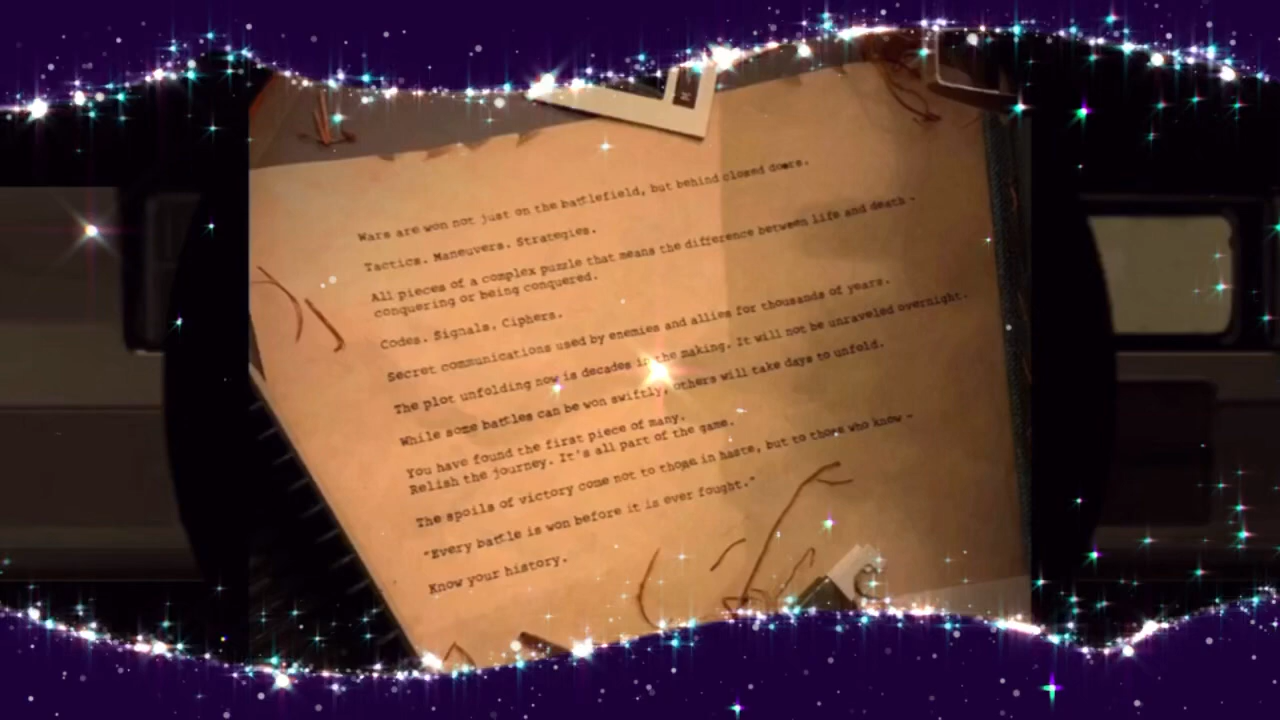 Wars are won not just on the battlefield, but behind closed doors.
Tactics. Maneuvers. Strategies.
All pieces of a complex puzzle that means the difference between life and death -
conquering or being conquered.
Codes. Signals. Ciphers.
Secret communications used by enemies and allies for thousands of years.
The plot unfolding now is decades in the making. It will not be unraveled overnight.
While some battles can be won swiftly, others will take days to unfold.
You have found the first piece of many.
Relish the journey. It's all part of the game.
The spoils of victory come not to those in haste, but to those who know -
"Every battle is won before it is ever fought."
Know your history.